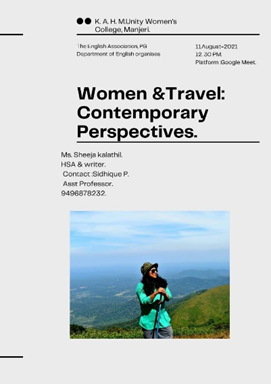 K. A. H. M.Unity Women's
College, Manjeri.
The English Association, PG
Department of English organises
11August-2021
12. 30 PM.
Platform :Google Meet.
Women &Travel:
Contemporary
Perspectives.
Ms. Sheeja kalathil.
HSA & writer.
Contact :Sidhique P.
Asst Professor.
9496878232.